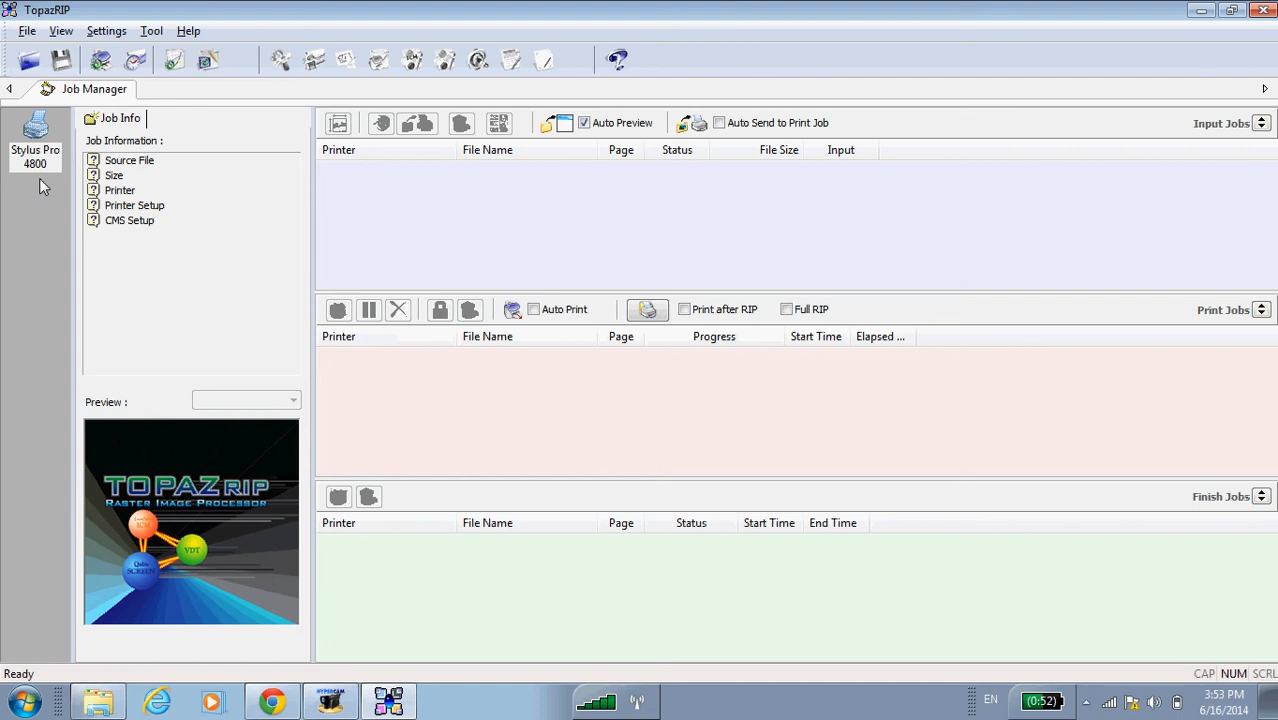 TopazRIP
File View Settings Tool Help
Job Manager
Stylus Pro
4800
Job Info
Job Information :
Source File
Size
Printer
Printer Setup
CMS Setup
Preview :
TOPAZ RIP
RASTER IMAGE PROCESSOR
VDT
SCREEN
Auto Preview Auto Send to Print Job Input Jobs
Printer File Name Page Status File Size Input
Auto Print Print after RIP Full RIP Print Jobs
Printer File Name Page Progress Start Time Elapsed ...
Finish Jobs
Printer File Name Page Status Start Time End Time
Ready CAP NUM SCRL
HYPERCAM
EN (0:52) 3:53 PM
6/16/2014